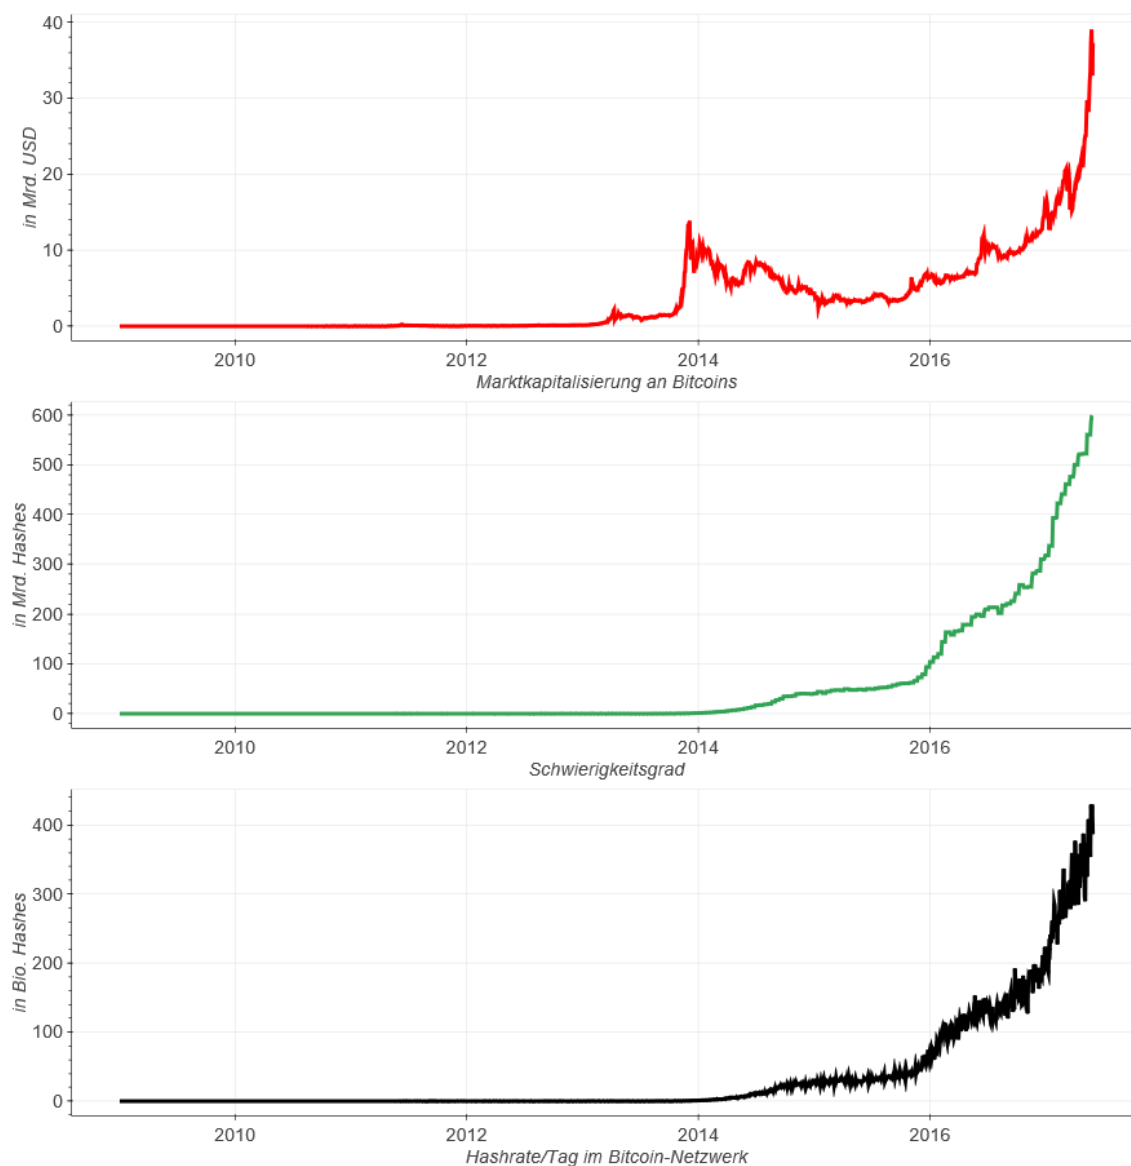 40
30
20
10
0
in Mrd. USD
2010 2012 2014 2016
Marktkapitalisierung an Bitcoins
600
500
400
300
200
100
0
in Mrd. Hashes
2010 2012 2014 2016
Schwierigkeitsgrad
400
300
200
100
0
in Bio. Hashes
2010 2012 2014 2016
Hashrate/Tag im Bitcoin-Netzwerk